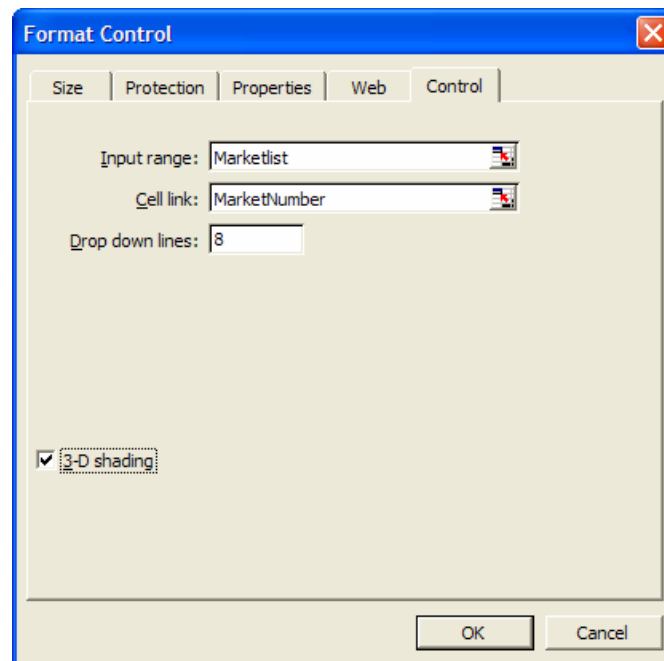 Format Control
Size Protection Properties Web Control
Input range: Marketlist
Cell link: MarketNumber
Drop down lines: 8
3-D shading
OK Cancel